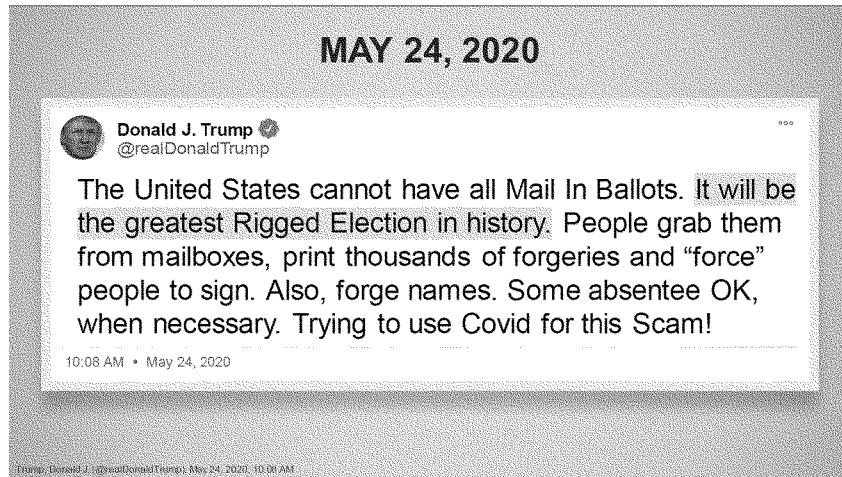 MAY 24, 2020
Donald J. Trump
@realDonaldTrump
The United States cannot have all Mail In Ballots. It will be
the greatest Rigged Election in history. People grab them
from mailboxes, print thousands of forgeries and “force”
people to sign. Also, forge names. Some absentee OK,
when necessary. Trying to use Covid for this Scam!
10:08 AM • May 24, 2020
Trump, Donald J. (@realDonaldTrump), May 24, 2020, 10:08 AM